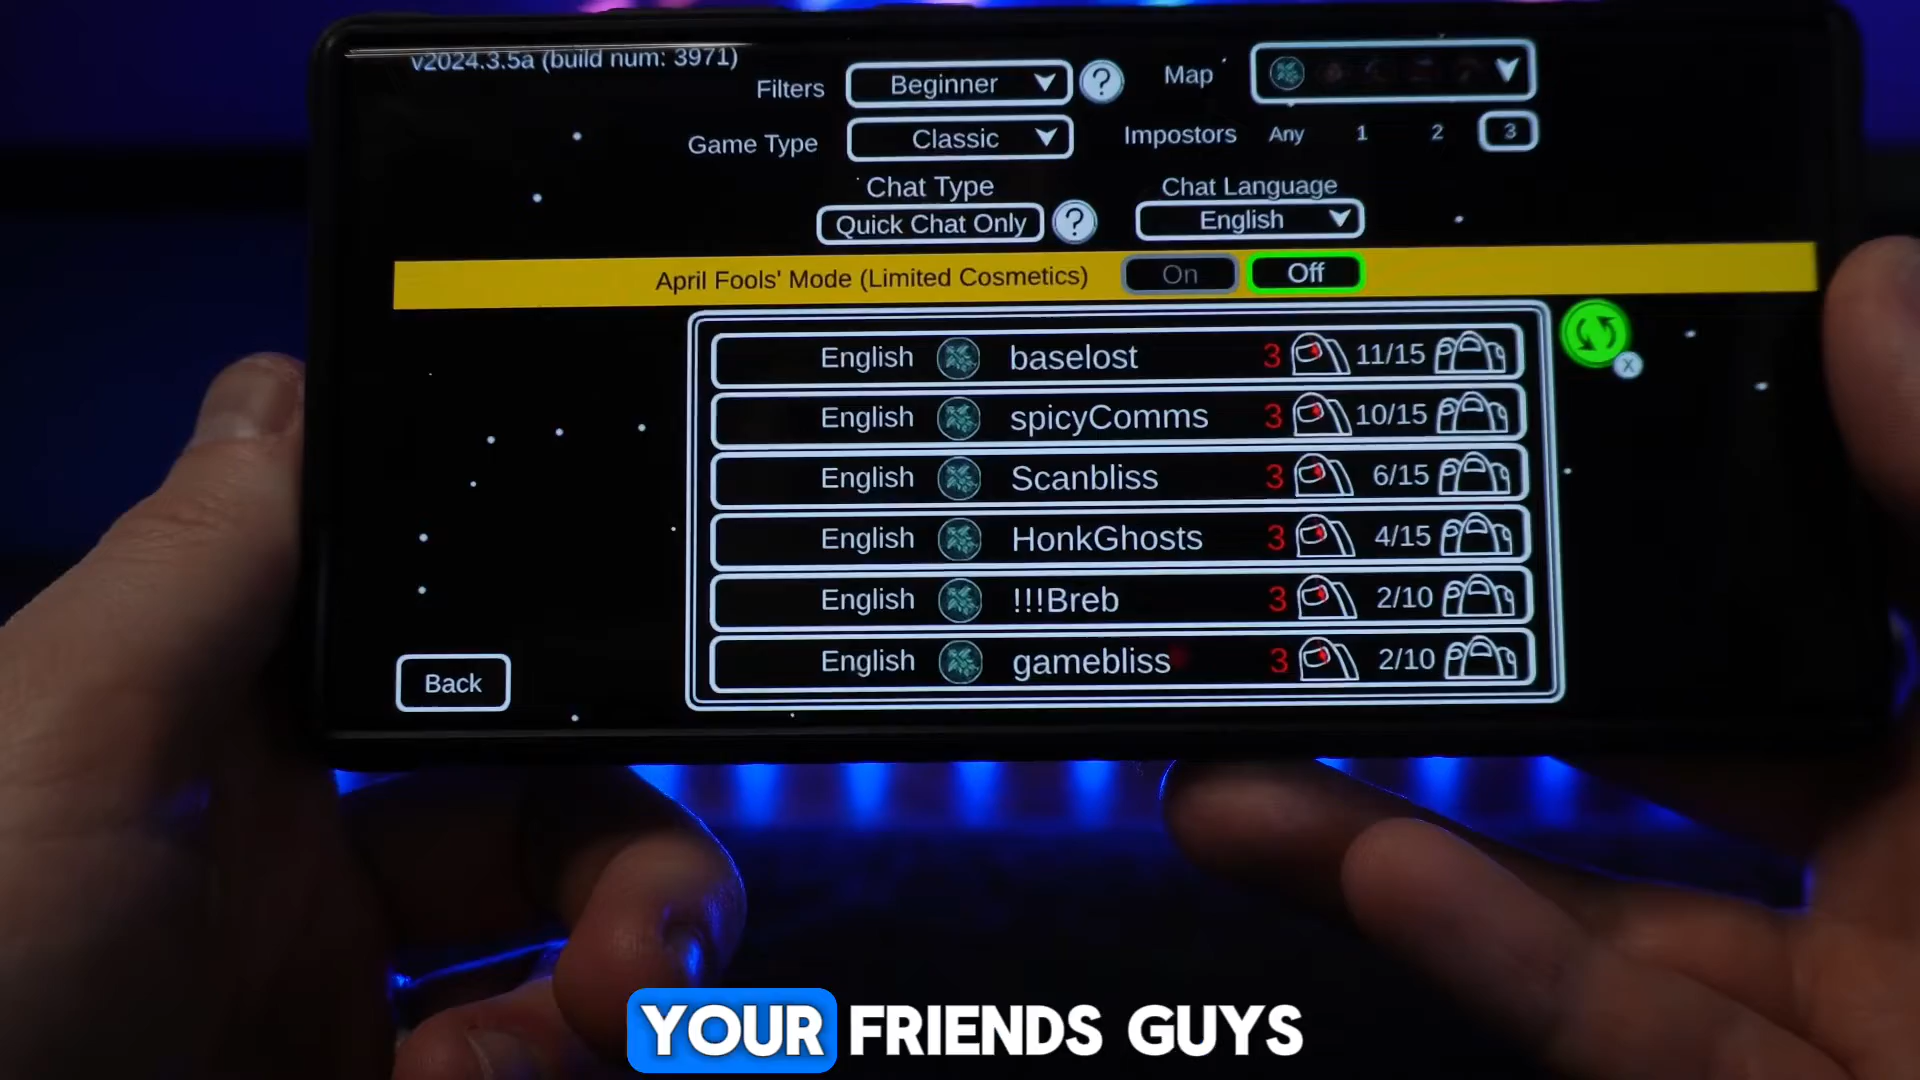 v2024.3.5a (build num: 3971)
Filters Beginner ? Map
Game Type Classic Impostors Any 1 2 3
Chat Type Chat Language
Quick Chat Only ? English
April Fools' Mode (Limited Cosmetics) On Off
English baselost 3 11/15
English spicyComms 3 10/15
English Scanbliss 3 6/15
English HonkGhosts 3 4/15
English !!!Breb 3 2/10
English gamebliss 3 2/10
X
Back
YOUR FRIENDS GUYS